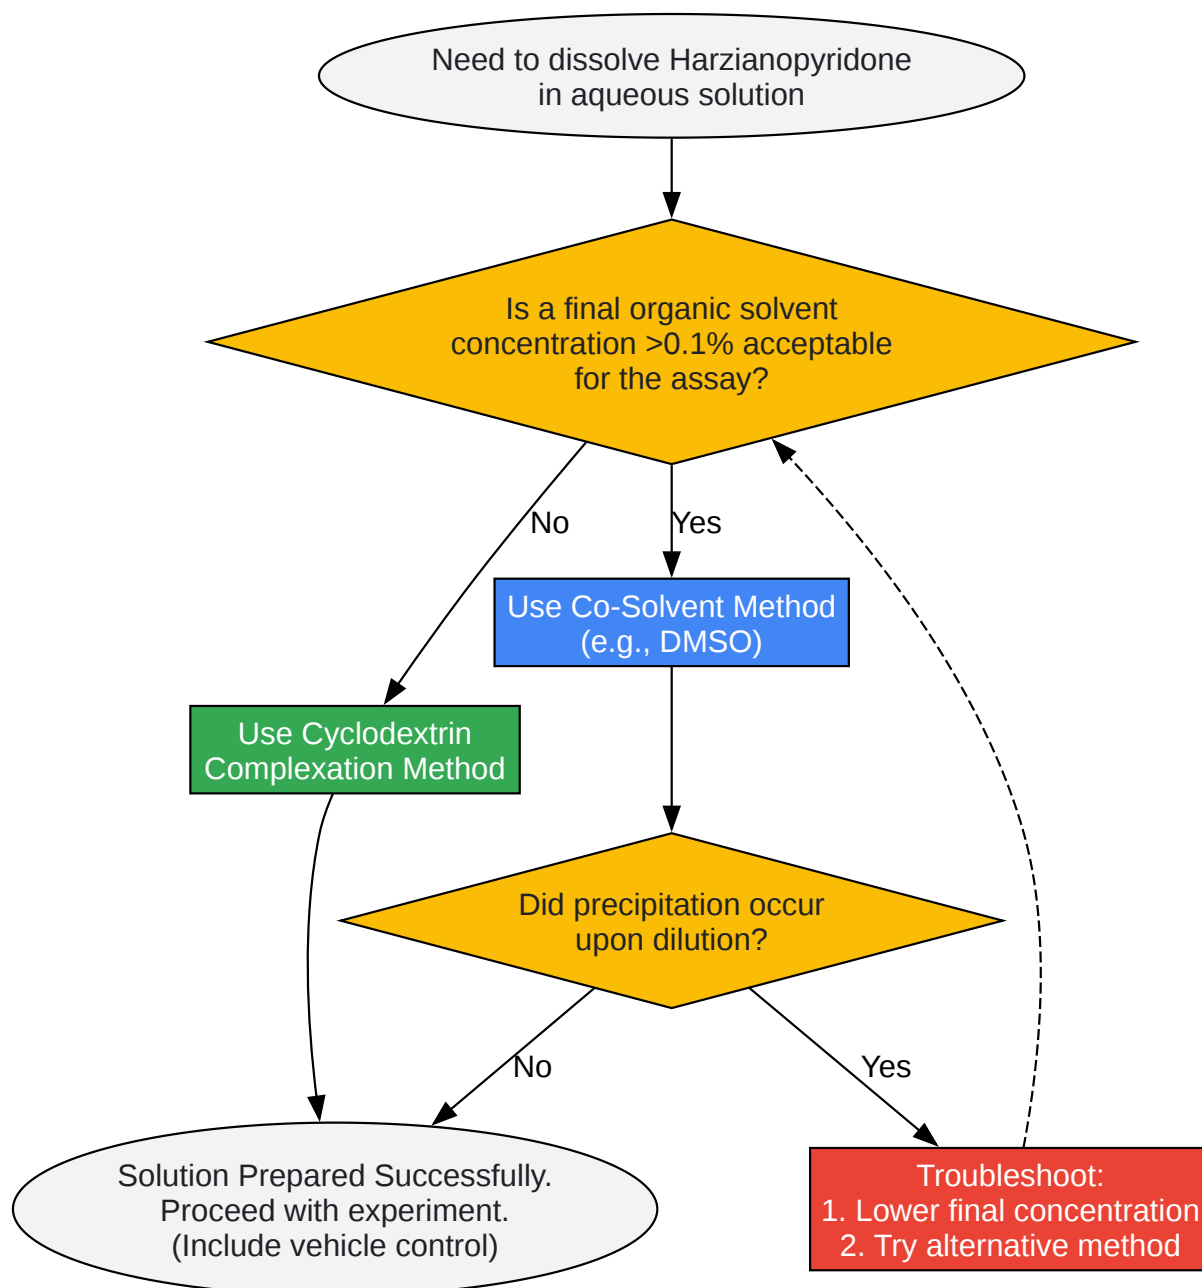 Need to dissolve Harzianopyridone
in aqueous solution
Is a final organic solvent
concentration >0.1% acceptable
for the assay?
No
Yes
Use Co-Solvent Method
(e.g., DMSO)
Use Cyclodextrin
Complexation Method
Did precipitation occur
upon dilution?
No
Yes
Solution Prepared Successfully.
Proceed with experiment.
(Include vehicle control)
Troubleshoot:
1. Lower final concentration
2. Try alternative method